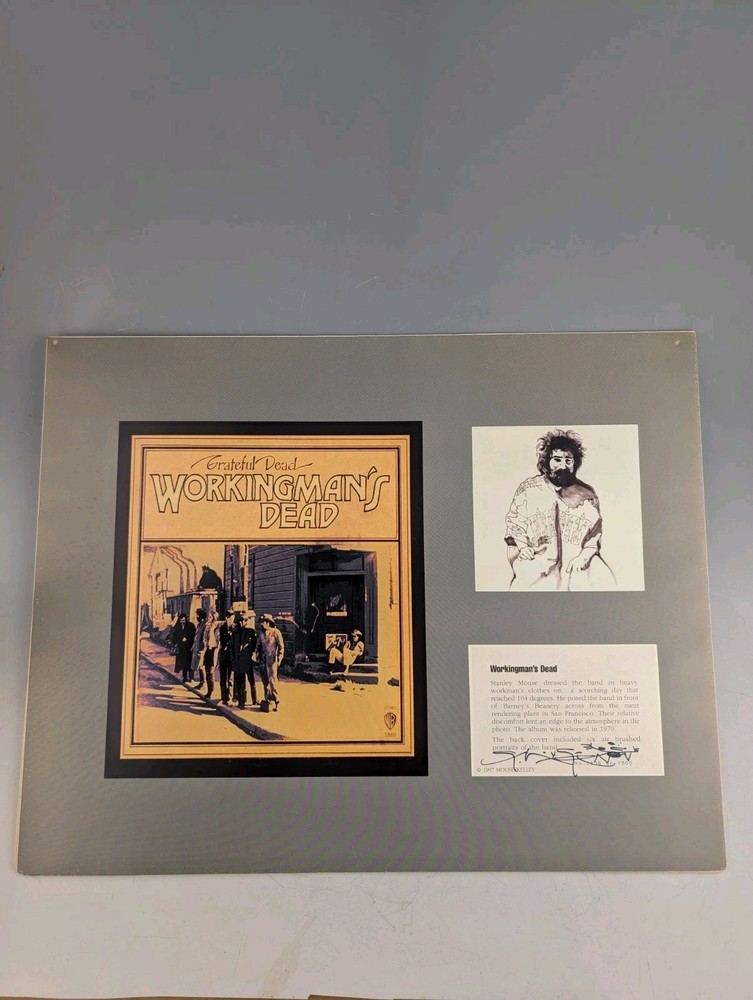 Grateful Dead
WORKINGMAN'S
DEAD
Workingman's Dead
Stanley Mouse dressed the band in heavy
workman's clothes on a scorching day that
reached 104 degrees. He posed the band in front
of Barney's Beanery across from the meat
rendering plant in San Francisco. Their relative
discomfort lent an edge to the atmosphere in the
photo. The album was released in 1970.
The back cover included six air brushed
portraits of the band
© 1997 MOUSE/KELLEY